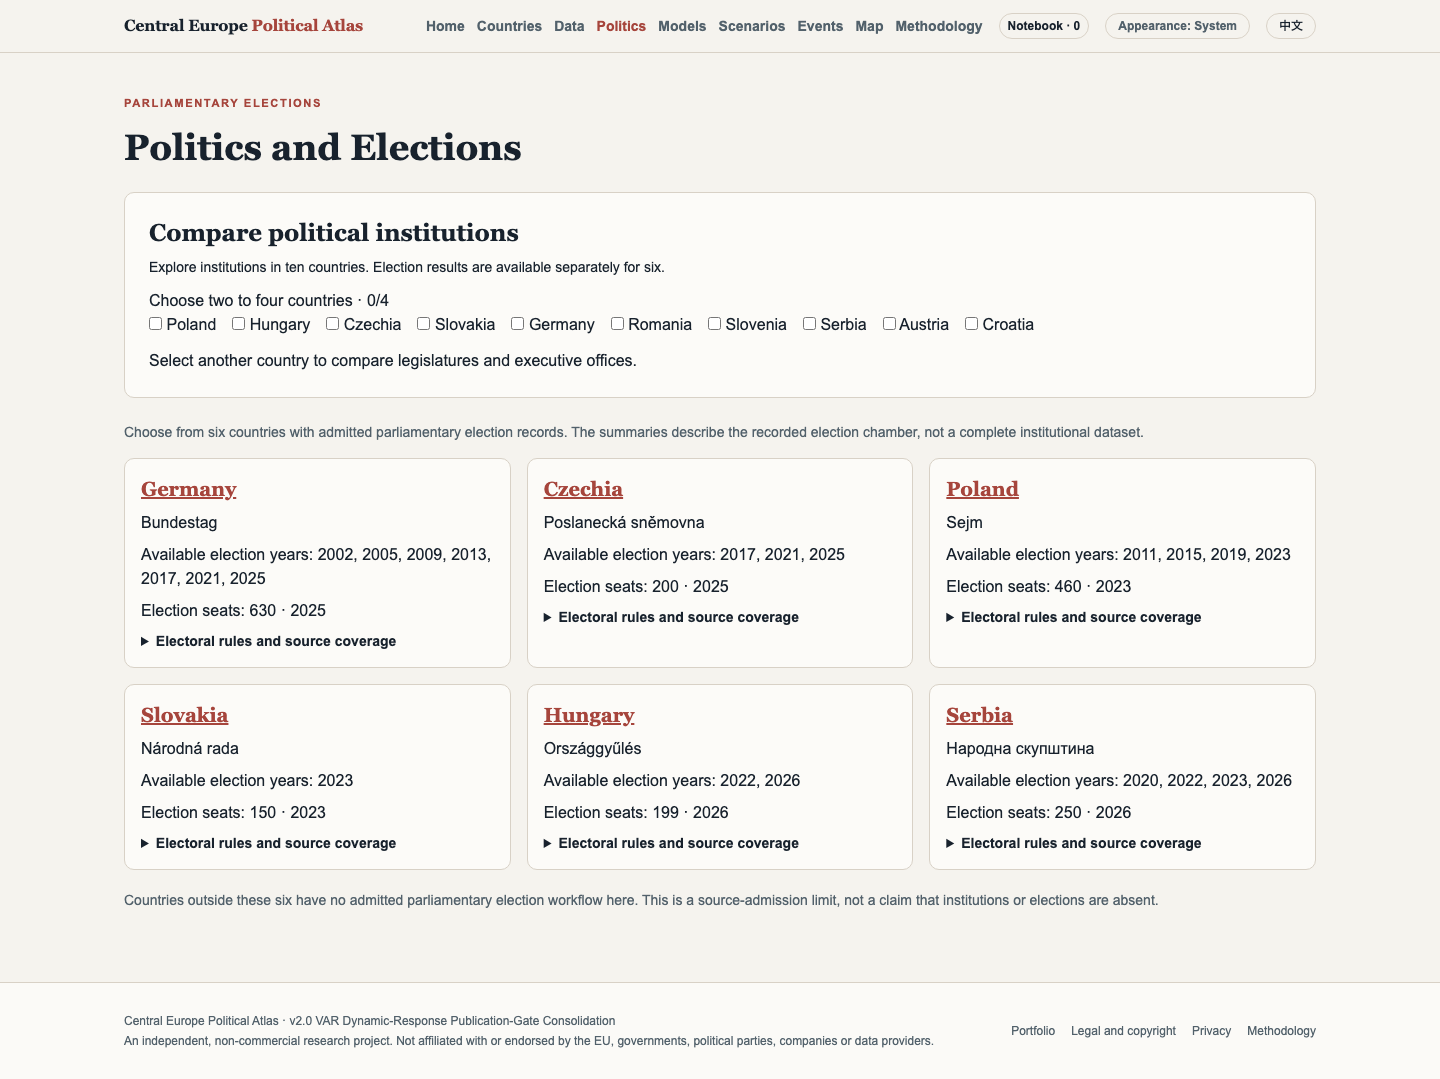 Central Europe Political Atlas
Home Countries Data Politics Models Scenarios Events Map Methodology Notebook · 0 Appearance: System 中文
PARLIAMENTARY ELECTIONS
Politics and Elections
Compare political institutions
Explore institutions in ten countries. Election results are available separately for six.
Choose two to four countries · 0/4
Poland Hungary Czechia Slovakia Germany Romania Slovenia Serbia Austria Croatia
Select another country to compare legislatures and executive offices.
Choose from six countries with admitted parliamentary election records. The summaries describe the recorded election chamber, not a complete institutional dataset.
Germany
Bundestag
Available election years: 2002, 2005, 2009, 2013,
2017, 2021, 2025
Election seats: 630 · 2025
Electoral rules and source coverage
Czechia
Poslanecká sněmovna
Available election years: 2017, 2021, 2025
Election seats: 200 · 2025
Electoral rules and source coverage
Poland
Sejm
Available election years: 2011, 2015, 2019, 2023
Election seats: 460 · 2023
Electoral rules and source coverage
Slovakia
Národná rada
Available election years: 2023
Election seats: 150 · 2023
Electoral rules and source coverage
Hungary
Országgyűlés
Available election years: 2022, 2026
Election seats: 199 · 2026
Electoral rules and source coverage
Serbia
Народна скупштина
Available election years: 2020, 2022, 2023, 2026
Election seats: 250 · 2026
Electoral rules and source coverage
Countries outside these six have no admitted parliamentary election workflow here. This is a source-admission limit, not a claim that institutions or elections are absent.
Central Europe Political Atlas · v2.0 VAR Dynamic-Response Publication-Gate Consolidation
An independent, non-commercial research project. Not affiliated with or endorsed by the EU, governments, political parties, companies or data providers.
Portfolio Legal and copyright Privacy Methodology